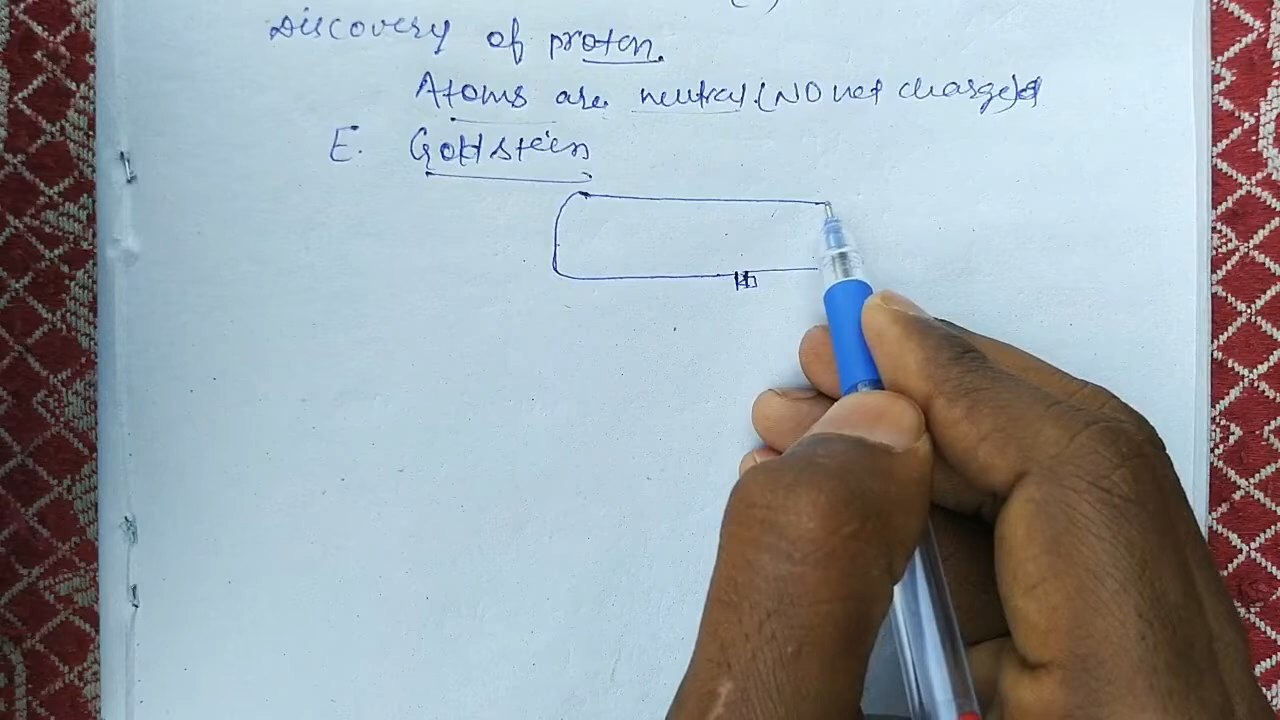 Discovery of proton.
Atoms are neutral. (NO net charge)
E. Goldstein